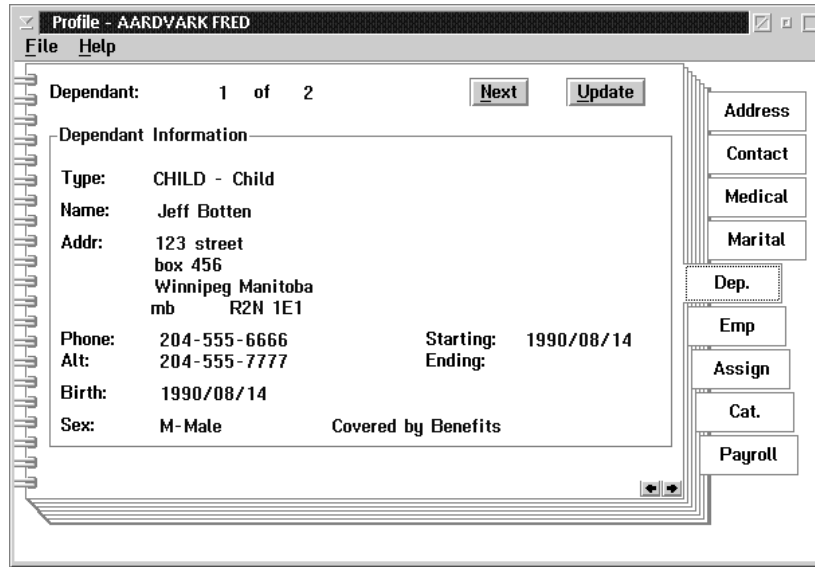 Profile - AARDVARK FRED
File Help
Dependant: 1 of 2 Next Update
Dependant Information
Type: CHILD - Child
Name: Jeff Botten
Addr: 123 street
box 456
Winnipeg Manitoba
mb R2N 1E1
Phone: 204-555-6666 Starting: 1990/08/14
Alt: 204-555-7777 Ending:
Birth: 1990/08/14
Sex: M-Male Covered by Benefits
Address
Contact
Medical
Marital
Dep.
Emp
Assign
Cat.
Payroll